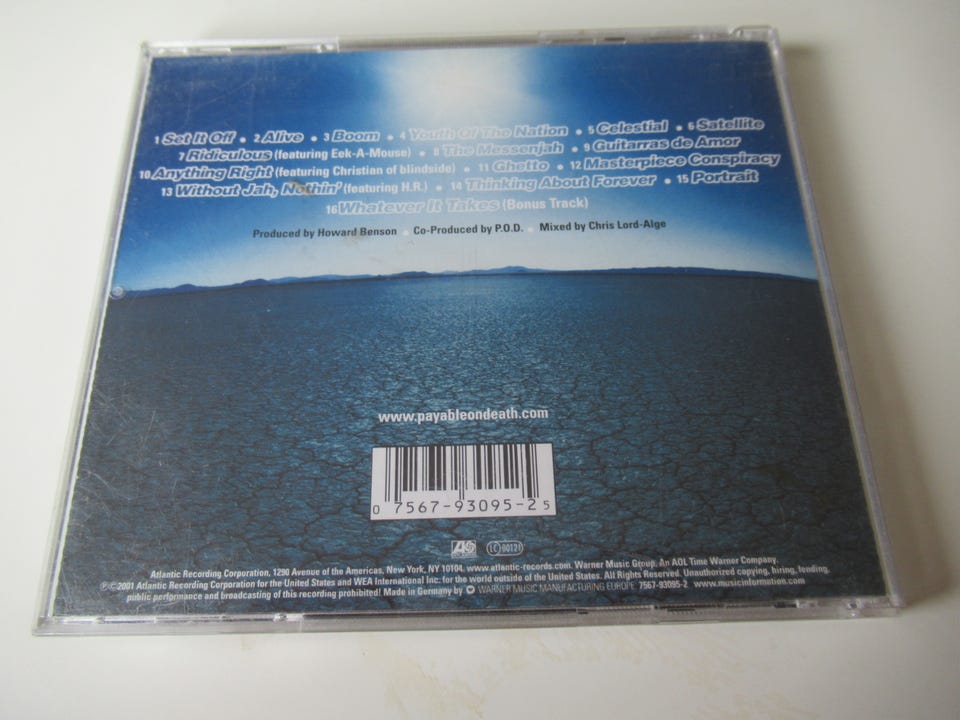 1 Set It Off • 2 Alive • 3 Boom • 4 Youth Of The Nation • 5 Celestial • 6 Satellite
7 Ridiculous (featuring Eek-A-Mouse) • 8 The Messenjah • 9 Guitarras de Amor
10 Anything Right (featuring Christian of blindside) • 11 Ghetto • 12 Masterpiece Conspiracy
13 Without Jah, Nothin' (featuring H.R.) • 14 Thinking About Forever • 15 Portrait
16 Whatever It Takes (Bonus Track)
Produced by Howard Benson • Co-Produced by P.O.D. • Mixed by Chris Lord-Alge
www.payableondeath.com
0 7567-93095-2 5
LC 00121
Atlantic Recording Corporation, 1290 Avenue of the Americas, New York, NY 10104. www.atlantic-records.com. Warner Music Group. An AOL Time Warner Company.
℗©2001 Atlantic Recording Corporation for the United States and WEA International Inc. for the world outside of the United States. All Rights Reserved. Unauthorized copying, hiring, lending,
public performance and broadcasting of this recording prohibited! Made in Germany by WARNER MUSIC MANUFACTURING EUROPE 7567-93095-2 www.musicinformation.com